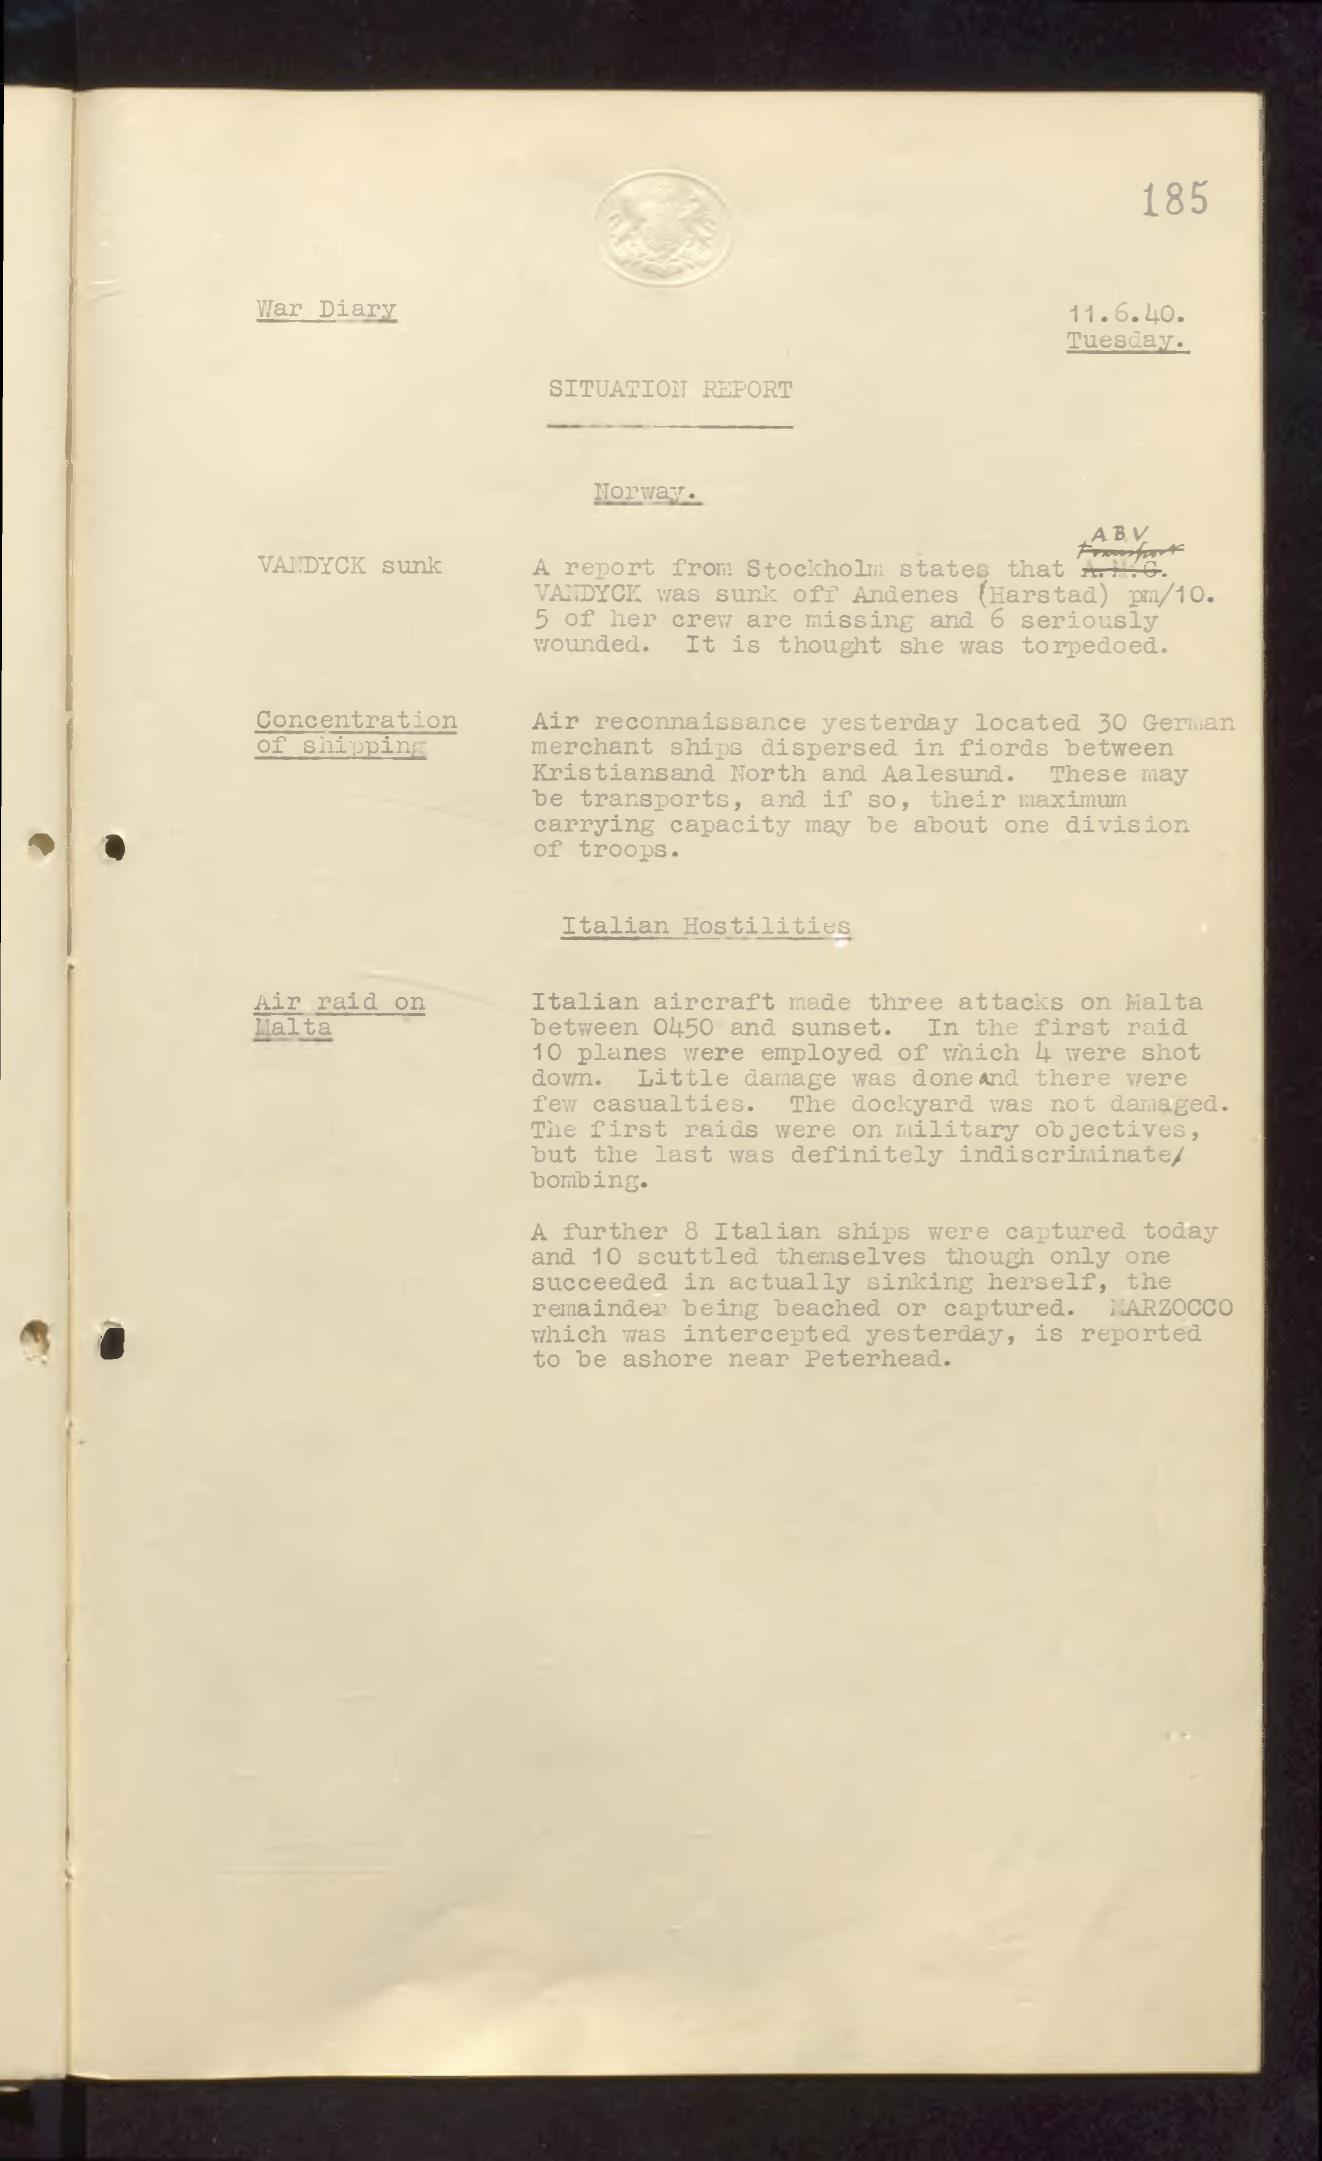 185
War Diary
11.6.40.
Tuesday.
SITUATION REPORT
Norway.
ABV
Transport
VANDYCK sunk
A report from Stockholm states that A.M.C.
VANDYCK was sunk off Andenes (Harstad) pm/10.
5 of her crew are missing and 6 seriously
wounded. It is thought she was torpedoed.
Concentration
of shipping
Air reconnaissance yesterday located 30 German
merchant ships dispersed in fiords between
Kristiansand North and Aalesund. These may
be transports, and if so, their maximum
carrying capacity may be about one division
of troops.
Italian Hostilities
Air raid on
Malta
Italian aircraft made three attacks on Malta
between 0450 and sunset. In the first raid
10 planes were employed of which 4 were shot
down. Little damage was done and there were
few casualties. The dockyard was not damaged.
The first raids were on military objectives,
but the last was definitely indiscriminate/
bombing.
A further 8 Italian ships were captured today
and 10 scuttled themselves though only one
succeeded in actually sinking herself, the
remainder being beached or captured. MARZOCCO
which was intercepted yesterday, is reported
to be ashore near Peterhead.